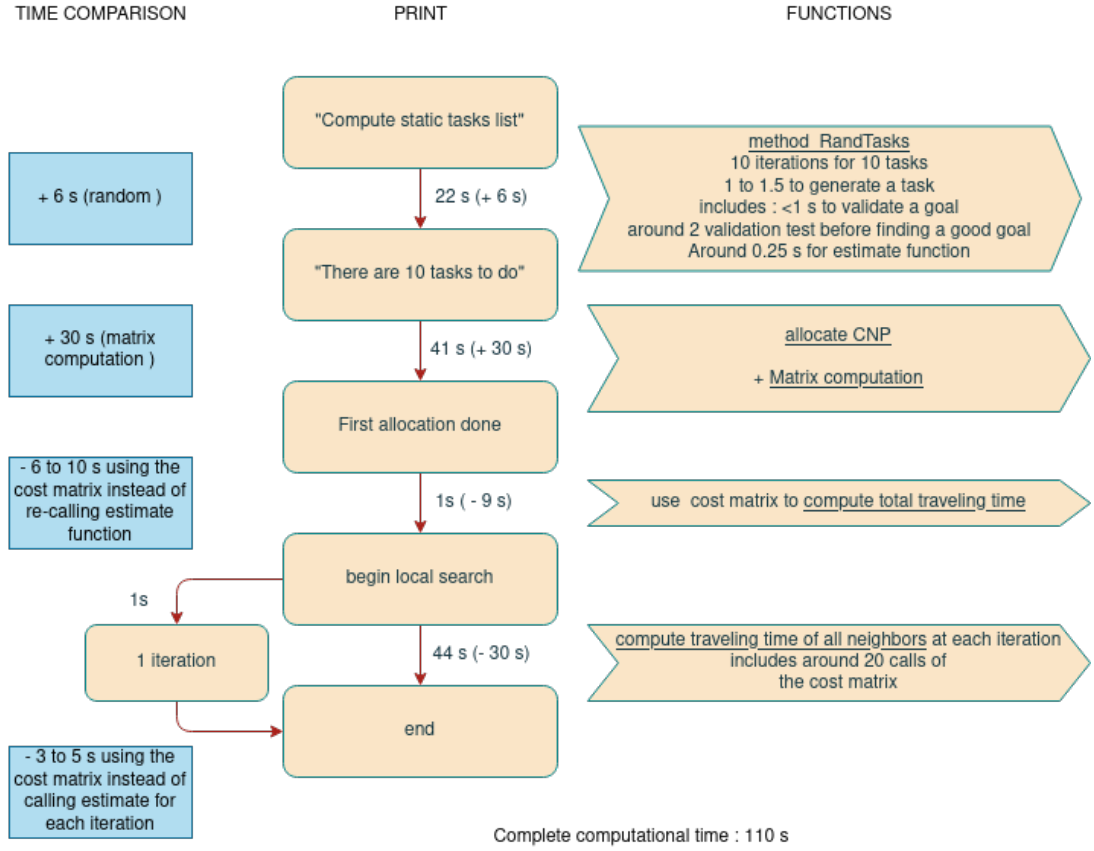 TIME COMPARISON
PRINT
FUNCTIONS
"Compute static tasks list"
+ 6 s (random )
22 s (+ 6 s)
method RandTasks
10 iterations for 10 tasks
1 to 1.5 to generate a task
includes : <1 s to validate a goal
around 2 validation test before finding a good goal
Around 0.25 s for estimate function
"There are 10 tasks to do"
+ 30 s (matrix
computation )
41 s (+ 30 s)
allocate CNP
+ Matrix computation
First allocation done
- 6 to 10 s using the
cost matrix instead of
re-calling estimate
function
1s ( - 9 s)
use cost matrix to compute total traveling time
begin local search
1s
1 iteration
44 s (- 30 s)
compute traveling time of all neighbors at each iteration
includes around 20 calls of
the cost matrix
end
- 3 to 5 s using the
cost matrix instead of
calling estimate for
each iteration
Complete computational time : 110 s